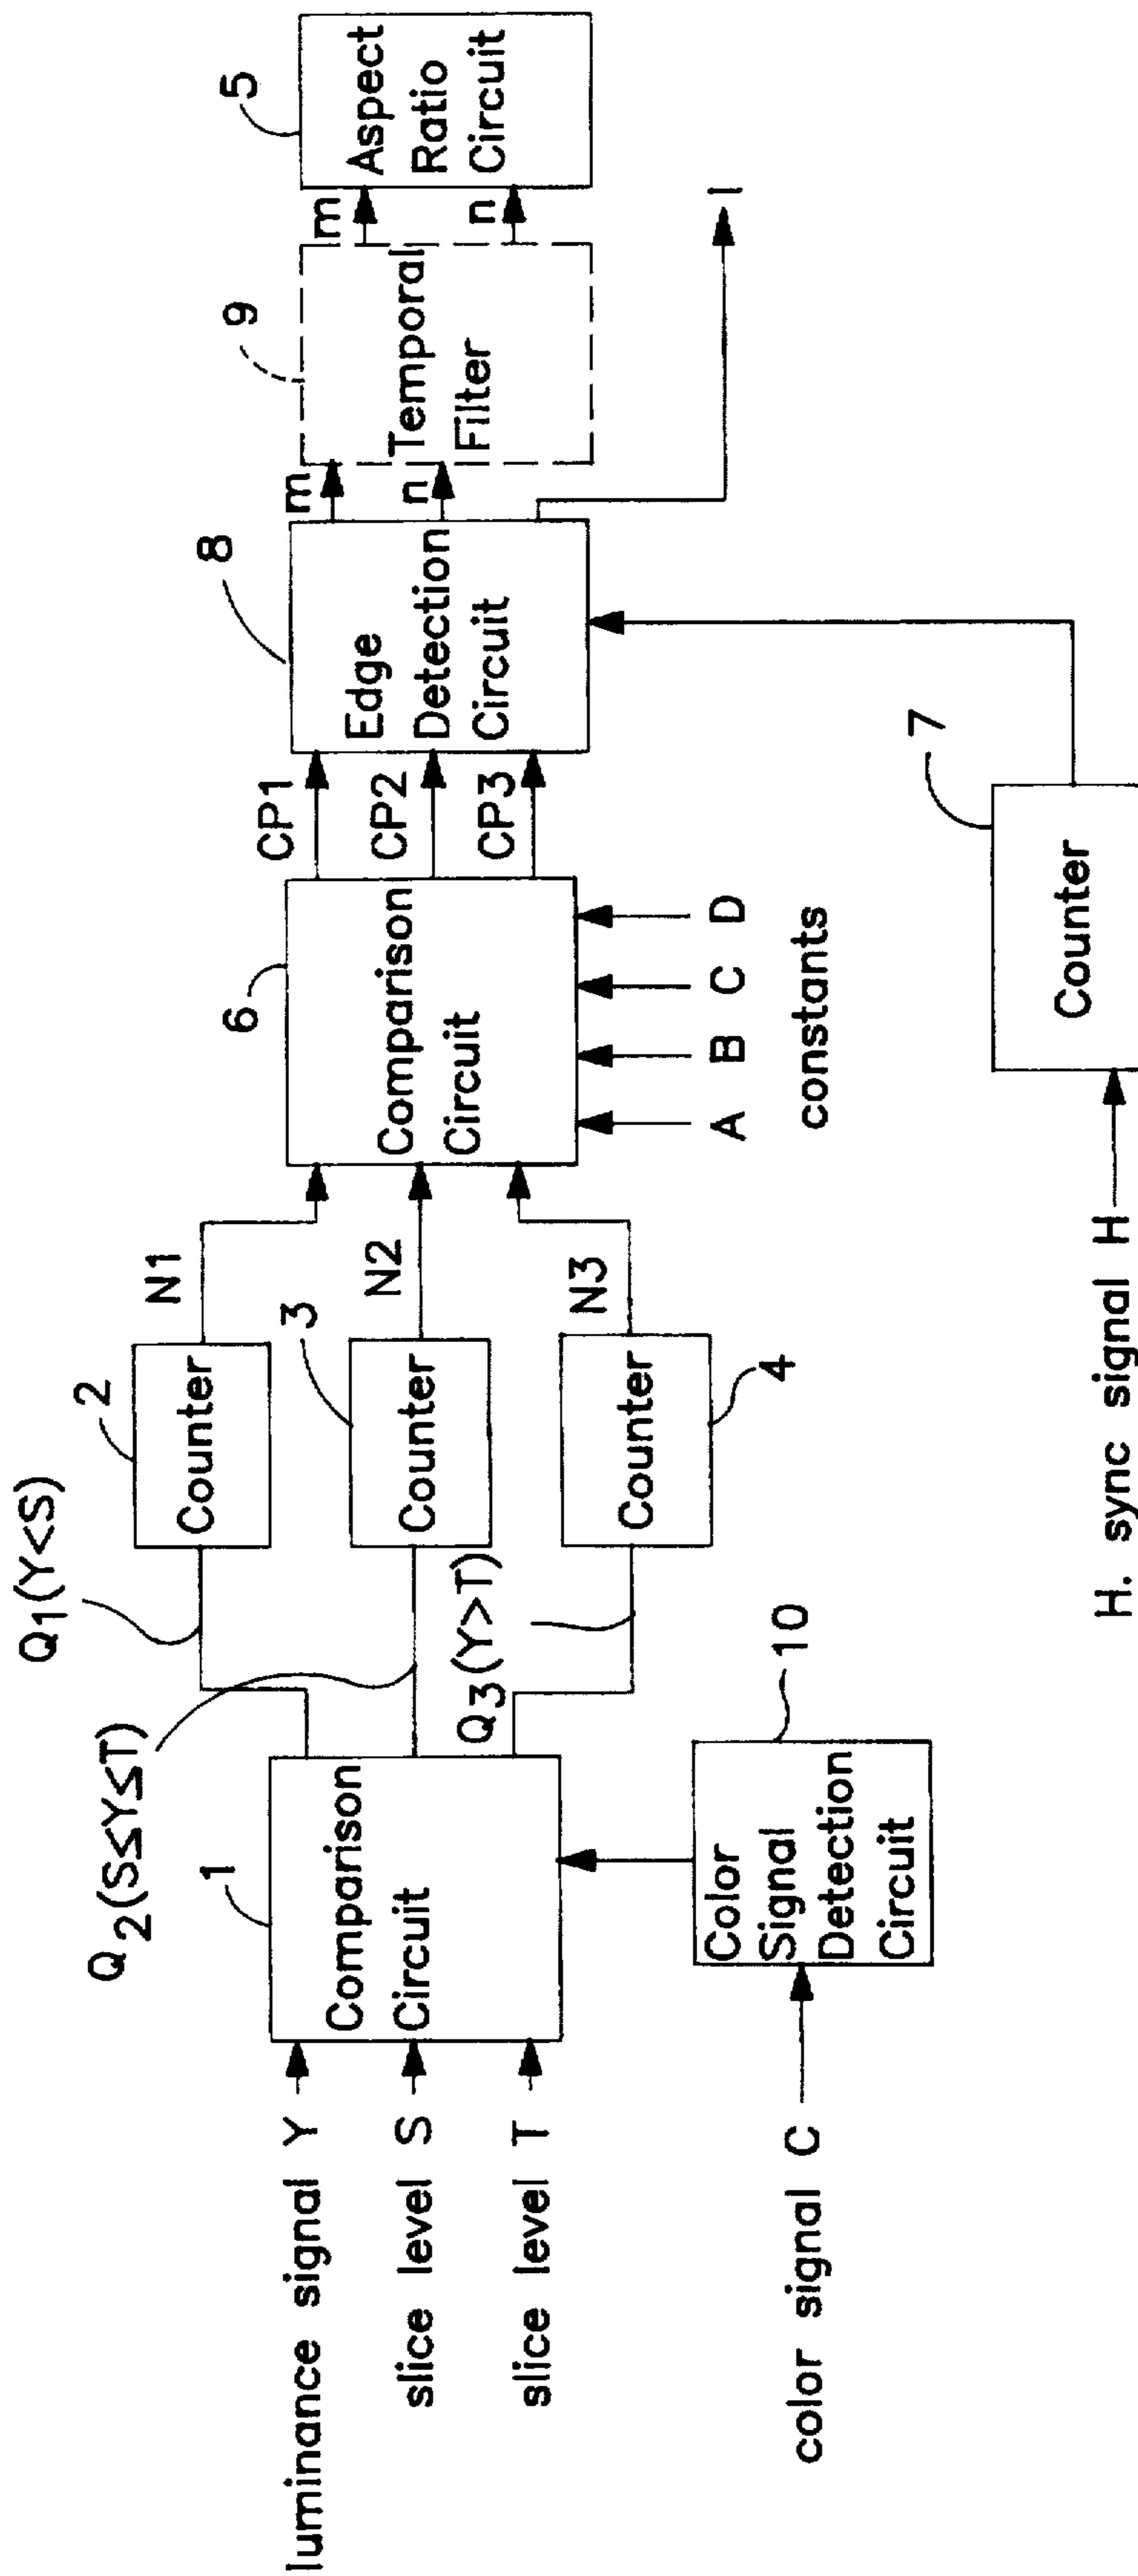 luminance signal Y
slice level S
slice level T
color signal C
1
Comparison
Circuit
10
Color
Signal
Detection
Circuit
Q1(Y<S)
Q2(S≤Y≤T)
Q3(Y>T)
2
Counter
3
Counter
4
Counter
N1
N2
N3
6
Comparison
Circuit
A B C D
constants
CP1
CP2
CP3
H. sync signal H
7
Counter
8
Edge
Detection
Circuit
m
n
l
9
Temporal
Filter
m
n
5
Aspect
Ratio
Circuit